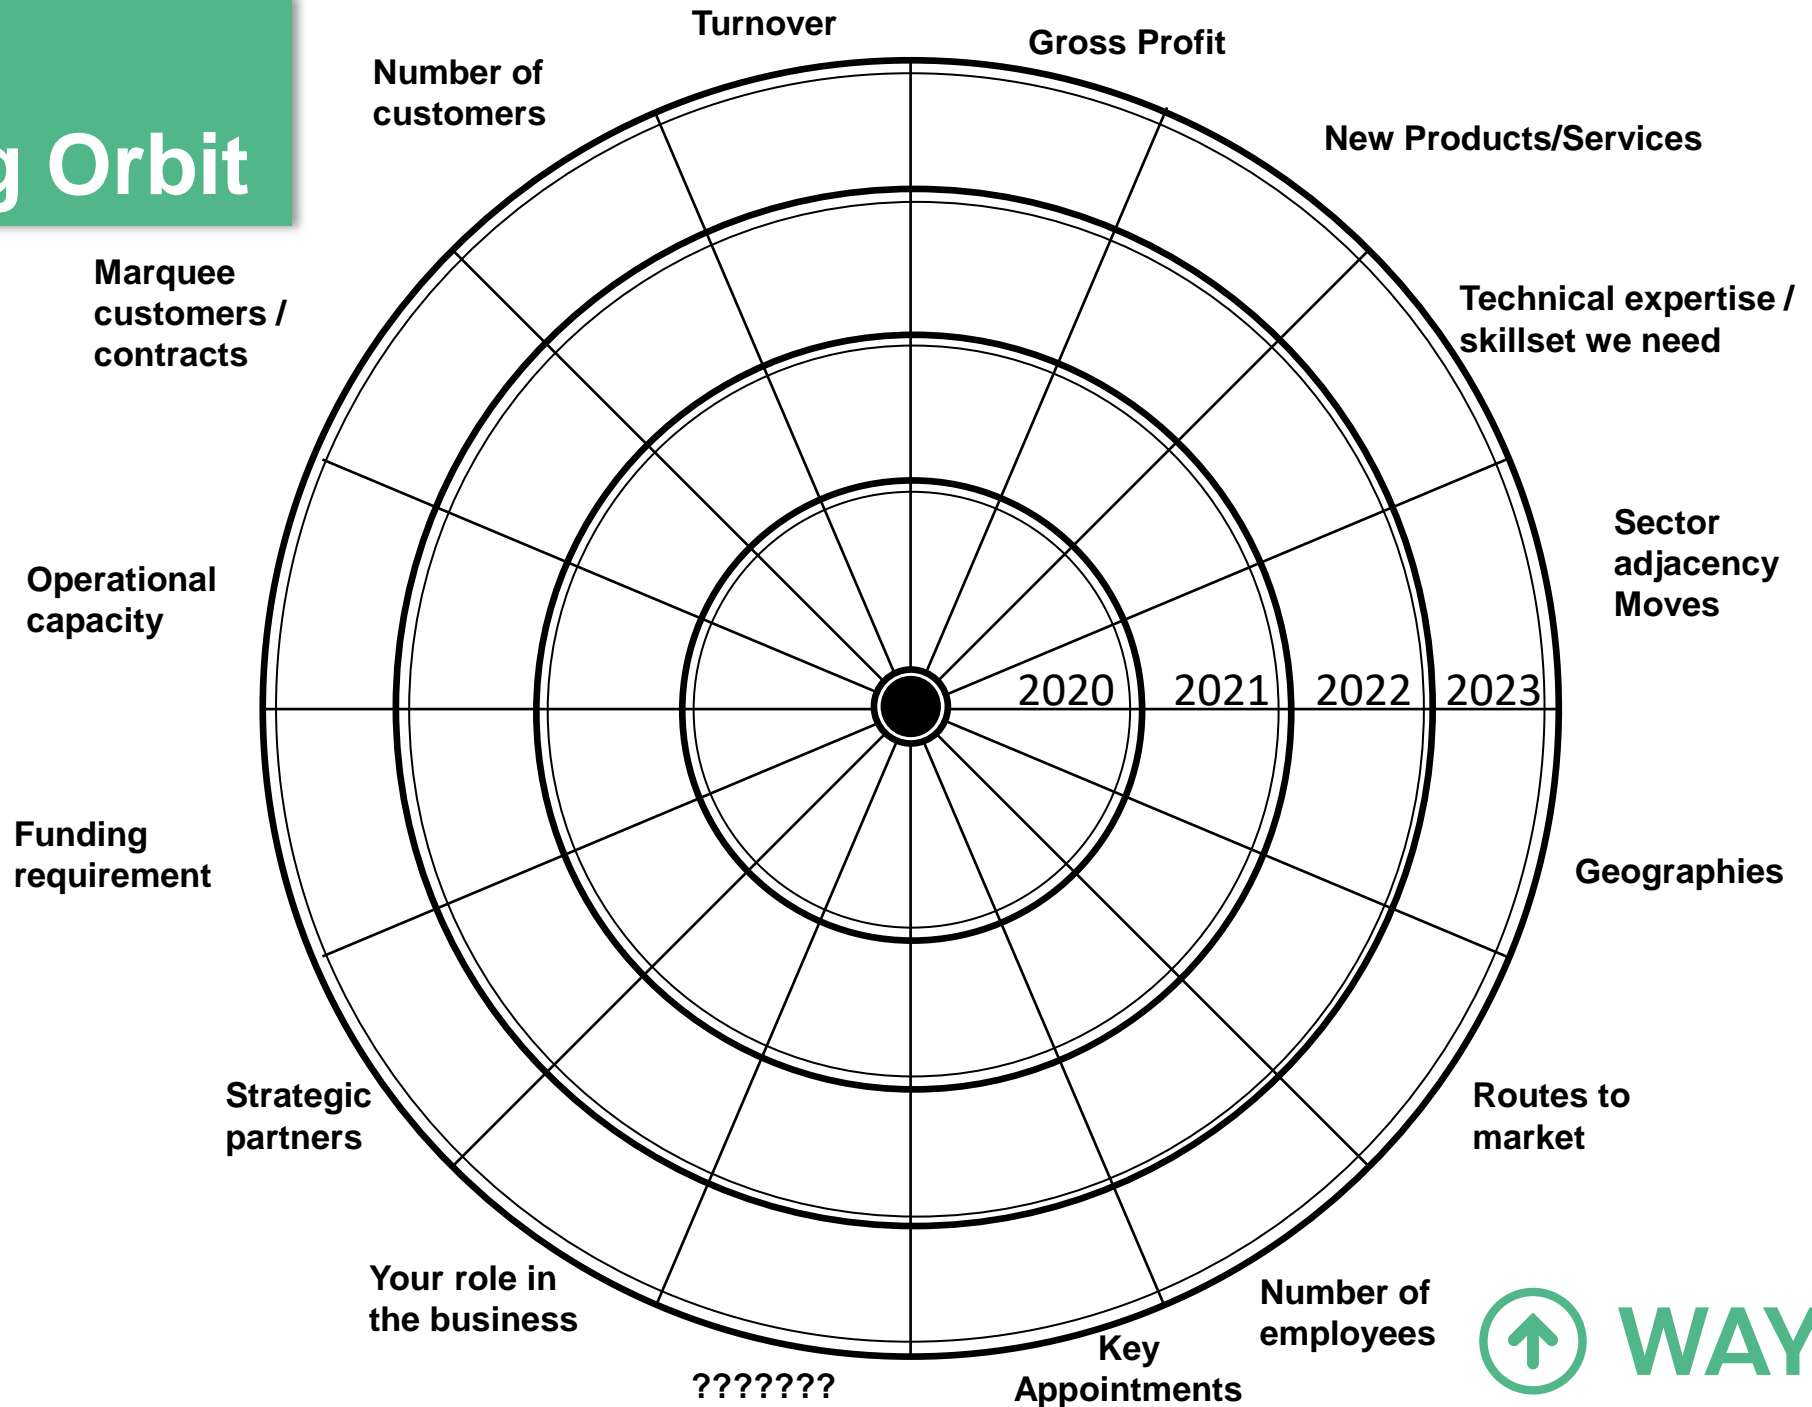 g Orbit
Turnover
Gross Profit
Number of
customers
New Products/Services
Marquee
customers /
contracts
Technical expertise /
skillset we need
Operational
capacity
Sector
adjacency
Moves
2020
2021
2022
2023
Funding
requirement
Geographies
Strategic
partners
Routes to
market
Your role in
the business
Number of
employees
???????
Key
Appointments
WAY